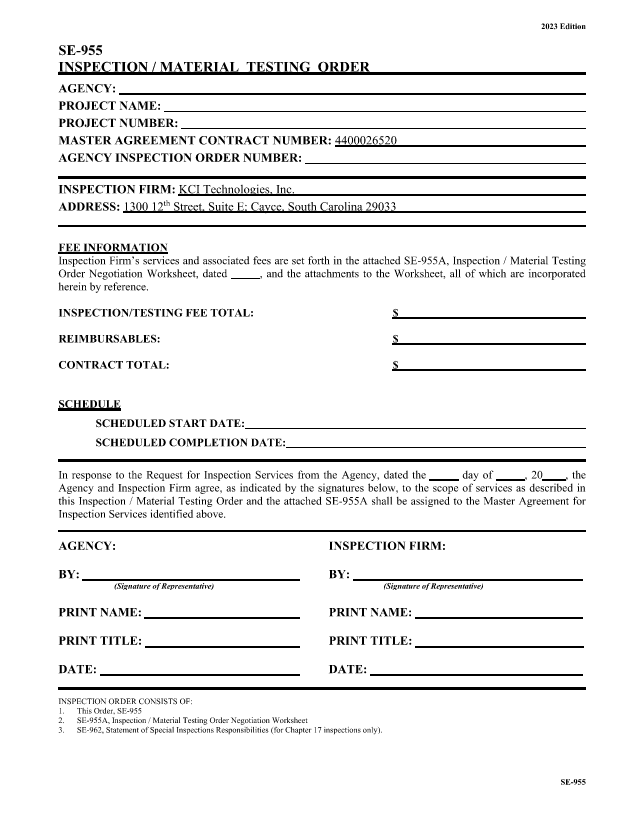 2023 Edition
SE-955
INSPECTION / MATERIAL TESTING ORDER
AGENCY:
PROJECT NAME:
PROJECT NUMBER:
MASTER AGREEMENT CONTRACT NUMBER: 4400026520
AGENCY INSPECTION ORDER NUMBER:
INSPECTION FIRM: KCI Technologies, Inc.
ADDRESS: 1300 12th Street, Suite E; Cayce, South Carolina 29033
FEE INFORMATION
Inspection Firm's services and associated fees are set forth in the attached SE-955A, Inspection / Material Testing
Order Negotiation Worksheet, dated _____, and the attachments to the Worksheet, all of which are incorporated
herein by reference.
INSPECTION/TESTING FEE TOTAL: $
REIMBURSABLES: $
CONTRACT TOTAL: $
SCHEDULE
SCHEDULED START DATE:
SCHEDULED COMPLETION DATE:
In response to the Request for Inspection Services from the Agency, dated the _____ day of _____, 20____, the
Agency and Inspection Firm agree, as indicated by the signatures below, to the scope of services as described in
this Inspection / Material Testing Order and the attached SE-955A shall be assigned to the Master Agreement for
Inspection Services identified above.
AGENCY: INSPECTION FIRM:
BY: BY:
(Signature of Representative) (Signature of Representative)
PRINT NAME: PRINT NAME:
PRINT TITLE: PRINT TITLE:
DATE: DATE:
INSPECTION ORDER CONSISTS OF:
1. This Order, SE-955
2. SE-955A, Inspection / Material Testing Order Negotiation Worksheet
3. SE-962, Statement of Special Inspections Responsibilities (for Chapter 17 inspections only).
SE-955